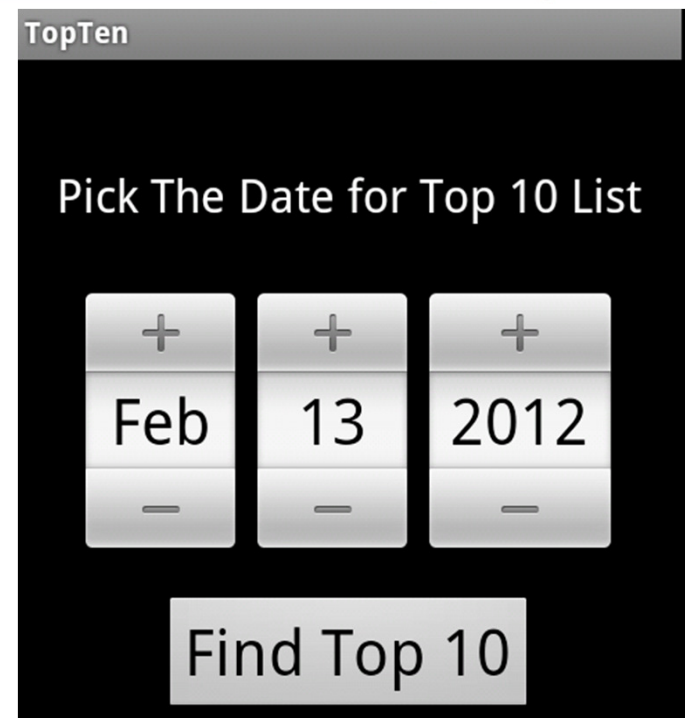 TopTen
Pick The Date for Top 10 List
+ + +
Feb 13 2012
− − −
Find Top 10